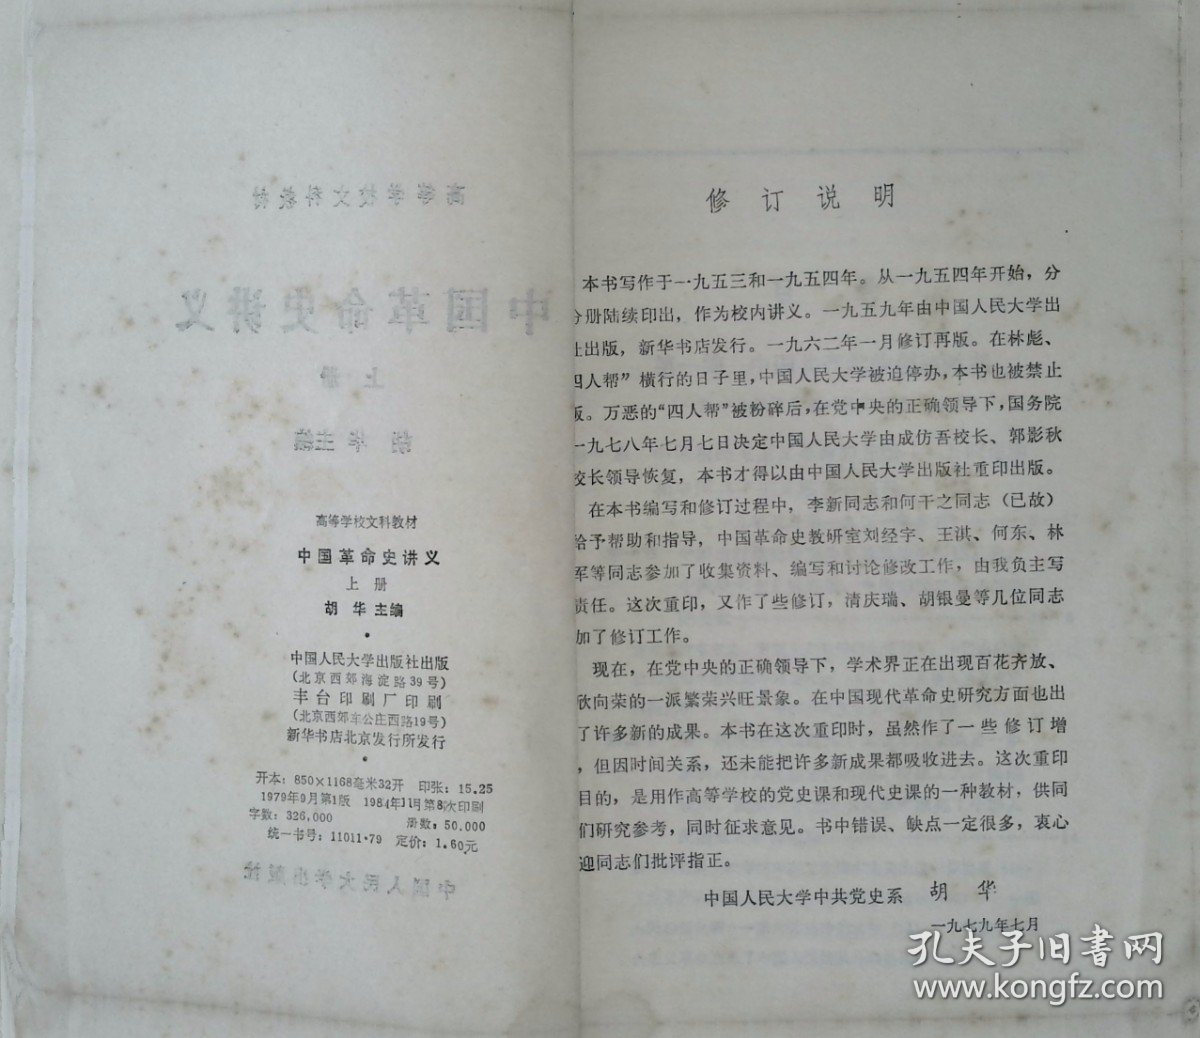 高等学校文科教材
中国革命史讲义
上册
胡华 主编
中国人民大学出版社出版
(北京西郊海淀路39号)
丰台印刷厂印刷
(北京西郊车公庄西路19号)
新华书店北京发行所发行
开本：850×1168毫米32开 印张：15.25
1979年9月第1版 1984年11月第8次印刷
字数：326,000 册数：50,000
统一书号：11011·79 定价：1.60元
修订说明
本书写作于一九五三和一九五四年。从一九五四年开始，分
分册陆续印出，作为校内讲义。一九五九年由中国人民大学出
社出版，新华书店发行。一九六二年一月修订再版。在林彪、
四人帮”横行的日子里，中国人民大学被迫停办，本书也被禁止
版。万恶的“四人帮”被粉碎后，在党中央的正确领导下，国务院
一九七八年七月七日决定中国人民大学由成仿吾校长、郭影秋
校长领导恢复，本书才得以由中国人民大学出版社重印出版。
在本书编写和修订过程中，李新同志和何干之同志（已故）
给予帮助和指导，中国革命史教研室刘经宇、王淇、何东、林
军等同志参加了收集资料、编写和讨论修改工作，由我负主写
责任。这次重印，又作了些修订，清庆瑞、胡银曼等几位同志
加了修订工作。
现在，在党中央的正确领导下，学术界正在出现百花齐放、
欣向荣的一派繁荣兴旺景象。在中国现代革命史研究方面也出
了许多新的成果。本书在这次重印时，虽然作了一些修订增
，但因时间关系，还未能把许多新成果都吸收进去。这次重印
目的，是用作高等学校的党史课和现代史课的一种教材，供同
们研究参考，同时征求意见。书中错误、缺点一定很多，衷心
迎同志们批评指正。
中国人民大学中共党史系 胡华
一九七九年七月
孔夫子旧书网
www.kongfz.com